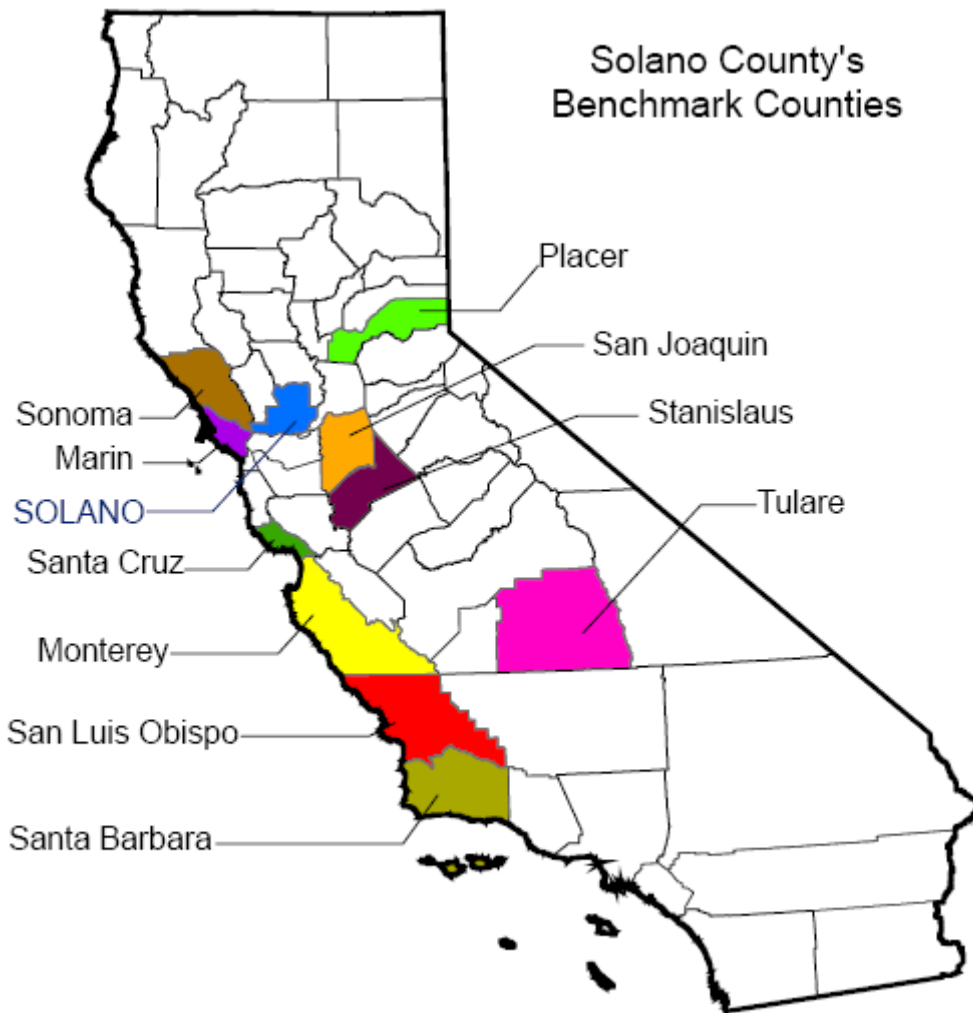 Solano County's
Benchmark Counties
Placer
San Joaquin
Stanislaus
Sonoma
Marin
SOLANO
Tulare
Santa Cruz
Monterey
San Luis Obispo
Santa Barbara